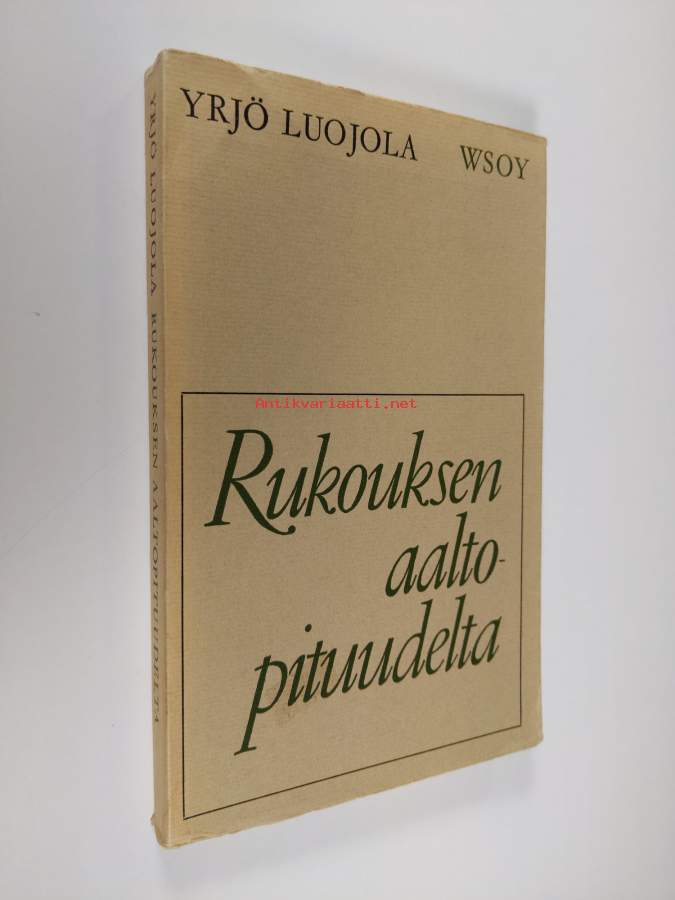 YRJÖ LUOJOLA WSOY
Antikvariaatti.net
Rukouksen
aalto-
pituudelta
YRJÖ LUOJOLA RUKOUKSEN AALTOPITUUDELTA